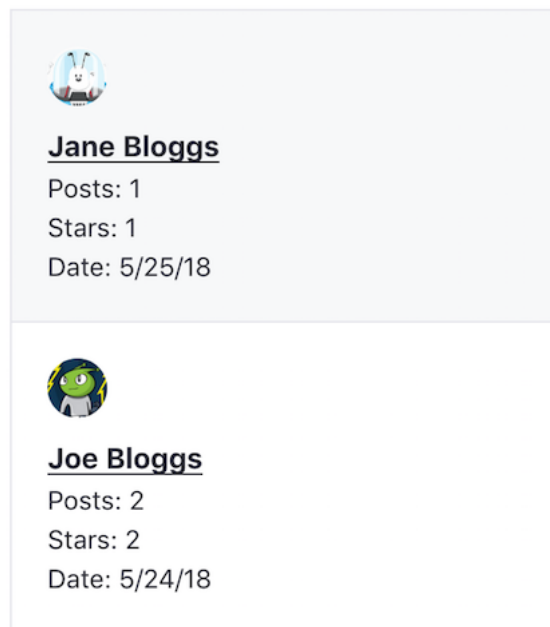 Jane Bloggs
Posts: 1
Stars: 1
Date: 5/25/18
Joe Bloggs
Posts: 2
Stars: 2
Date: 5/24/18